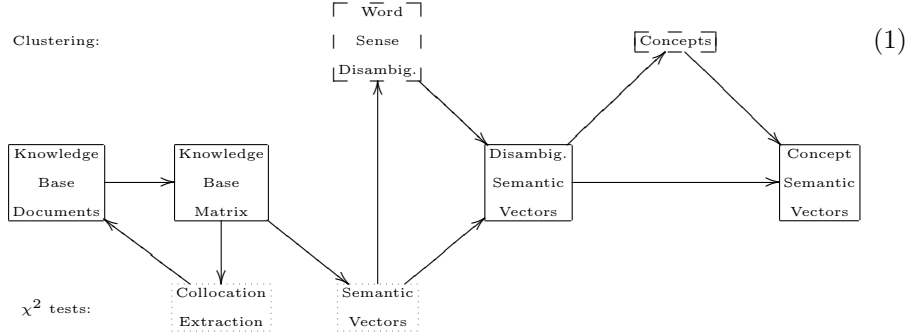 Clustering:
Word
Sense
Disambig.
Concepts
(1)
Knowledge
Base
Documents
Knowledge
Base
Matrix
Disambig.
Semantic
Vectors
Concept
Semantic
Vectors
χ² tests:
Collocation
Extraction
Semantic
Vectors